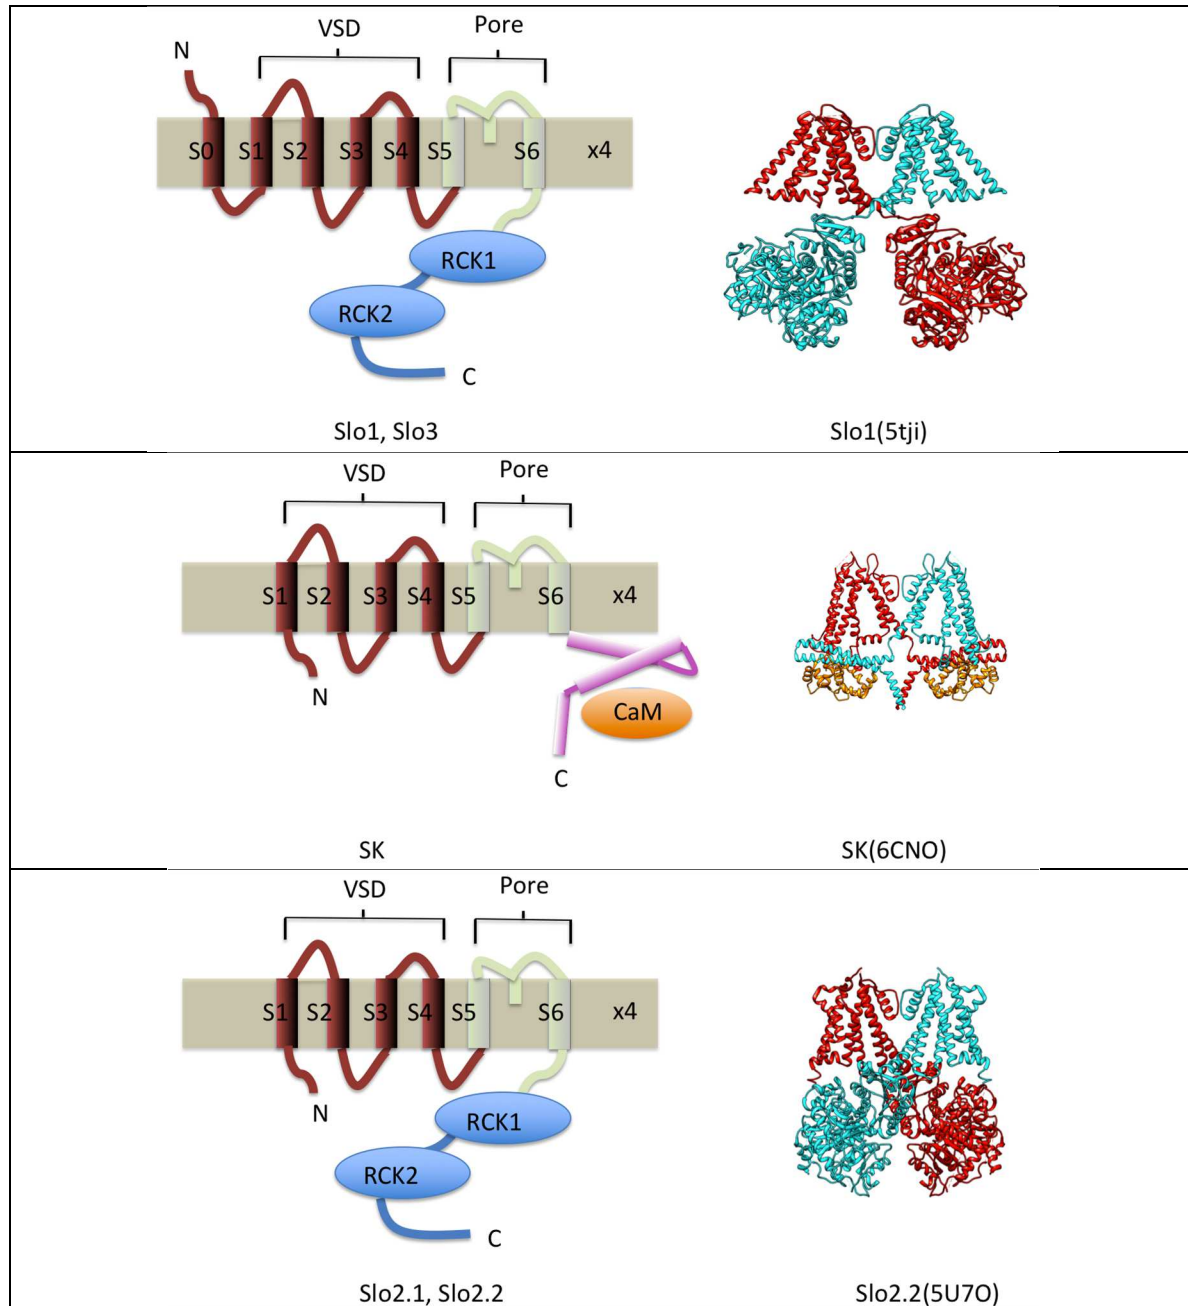 VSD Pore
N
S0 S1 S2 S3 S4 S5 S6 x4
RCK1
RCK2
C
Slo1, Slo3 Slo1(5tji)
VSD Pore
S1 S2 S3 S4 S5 S6 x4
N
CaM
C
SK SK(6CNO)
VSD Pore
S1 S2 S3 S4 S5 S6 x4
N
RCK1
RCK2
C
Slo2.1, Slo2.2 Slo2.2(5U7O)